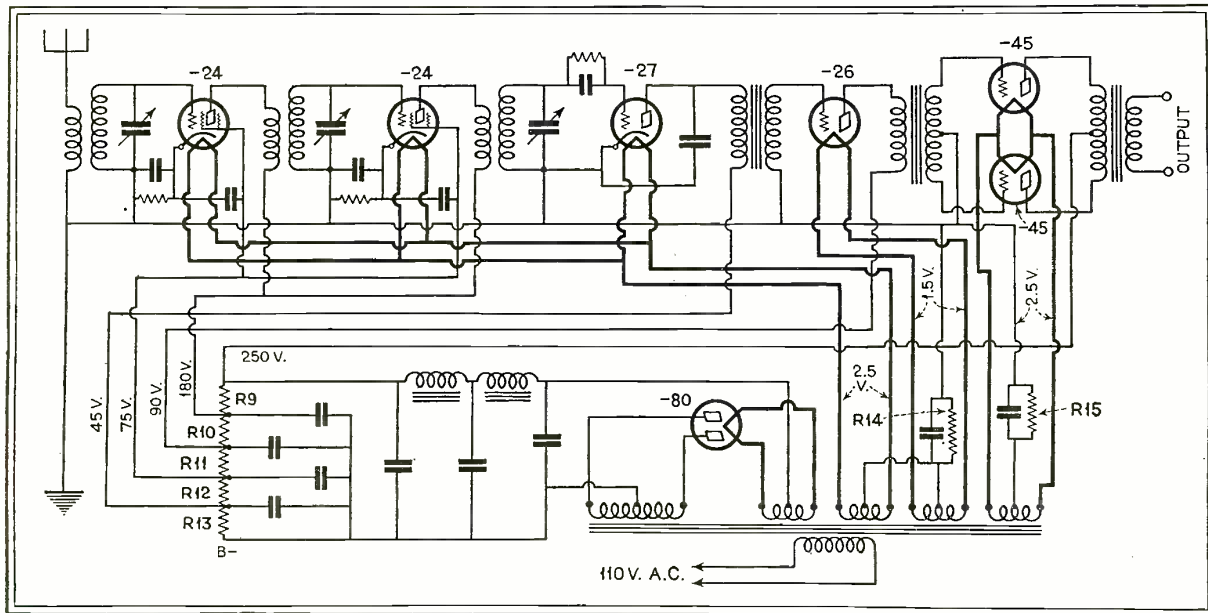 -24
-24
-27
-26
-45
-45
OUTPUT
45 V.
75 V.
90 V.
180 V.
250 V.
R9
R10
R11
R12
R13
B-
-80
2.5
V.
1.5 V.
2.5 V.
R14
R15
110 V. A.C.